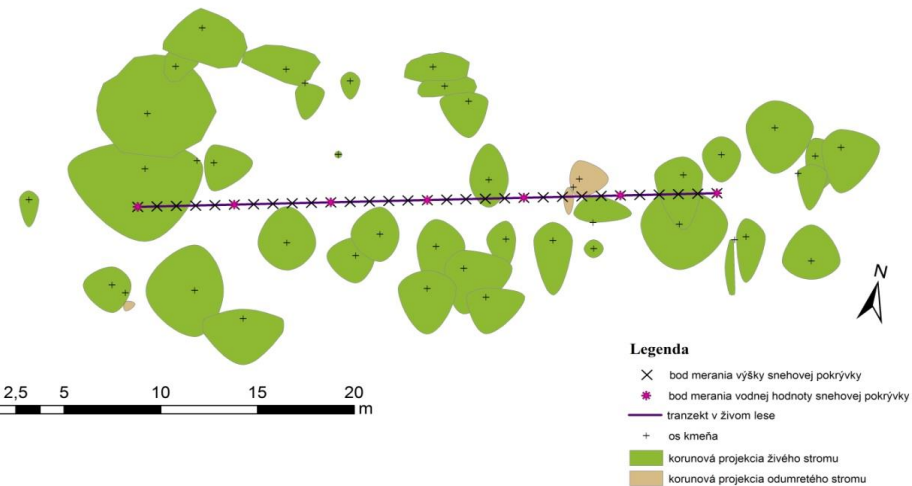 N
2,5 5 10 15 20
m
Legenda
bod merania výšky snehovej pokrývky
bod merania vodnej hodnoty snehovej pokrývky
tranzekt v živom lese
os kmeňa
korunová projekcia živého stromu
korunová projekcia odumretého stromu